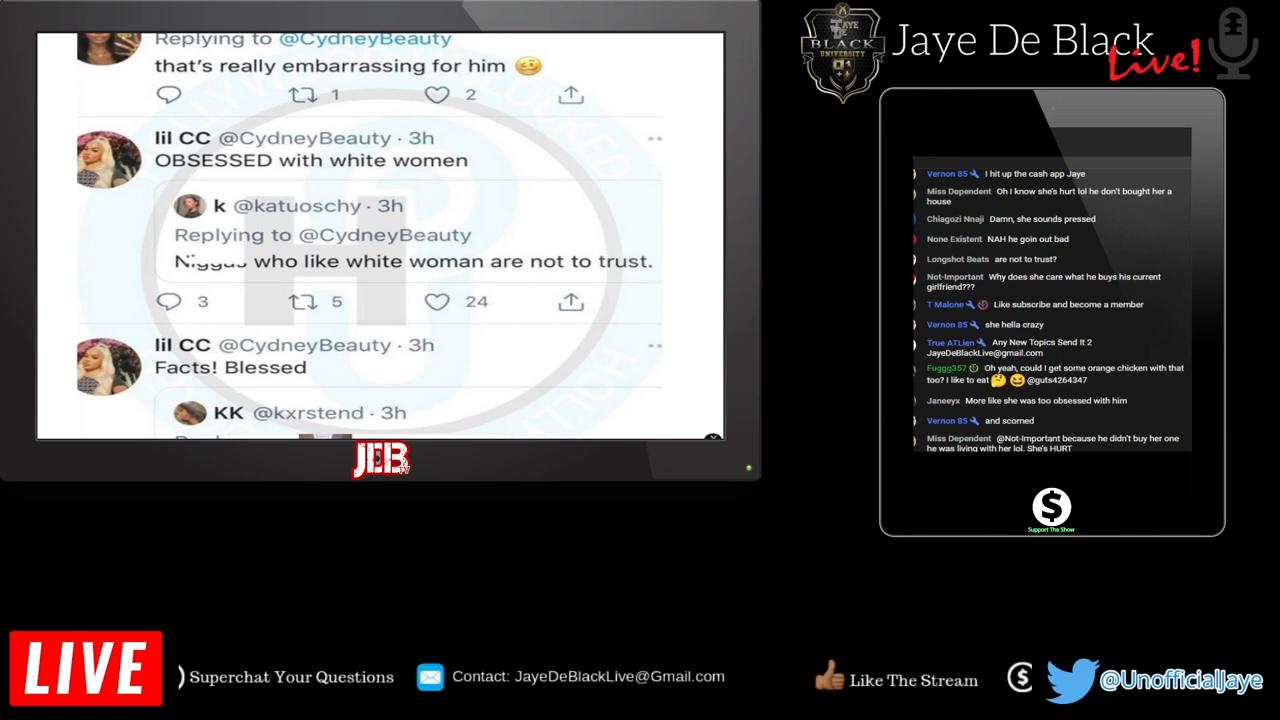 Replying to @CydneyBeauty
that's really embarrassing for him
1 2
lil CC @CydneyBeauty · 3h
OBSESSED with white women
k @katuoschy · 3h
Replying to @CydneyBeauty
who like white woman are not to trust.
3 5 24
lil CC @CydneyBeauty · 3h
Facts! Blessed
KK @kxrstend · 3h
JEB
TV
JAYE
BLACK
UNIVERSITY
Jaye De Black
Live!
Vernon 85 I hit up the cash app Jaye
Miss Dependent Oh I know she's hurt lol he don't bought her a
house
Chiagozi Nnaji Damn, she sounds pressed
None Existent NAH he goin out bad
Longshot Beats are not to trust?
Not-Important Why does she care what he buys his current
girlfriend???
T Malone Like subscribe and become a member
Vernon 85 she hella crazy
True ATLien Any New Topics Send It 2
JayeDeBlackLive@gmail.com
Fuggg357 Oh yeah, could I get some orange chicken with that
too? I like to eat 🤔 😆 @guts4264347
Janeeyx More like she was too obsessed with him
Vernon 85 and scorned
Miss Dependent @Not-Important because he didn't buy her one
he was living with her lol. She's HURT
$
Support The Show
LIVE
) Superchat Your Questions
Contact: JayeDeBlackLive@Gmail.com
Like The Stream
$
@UnofficialJaye